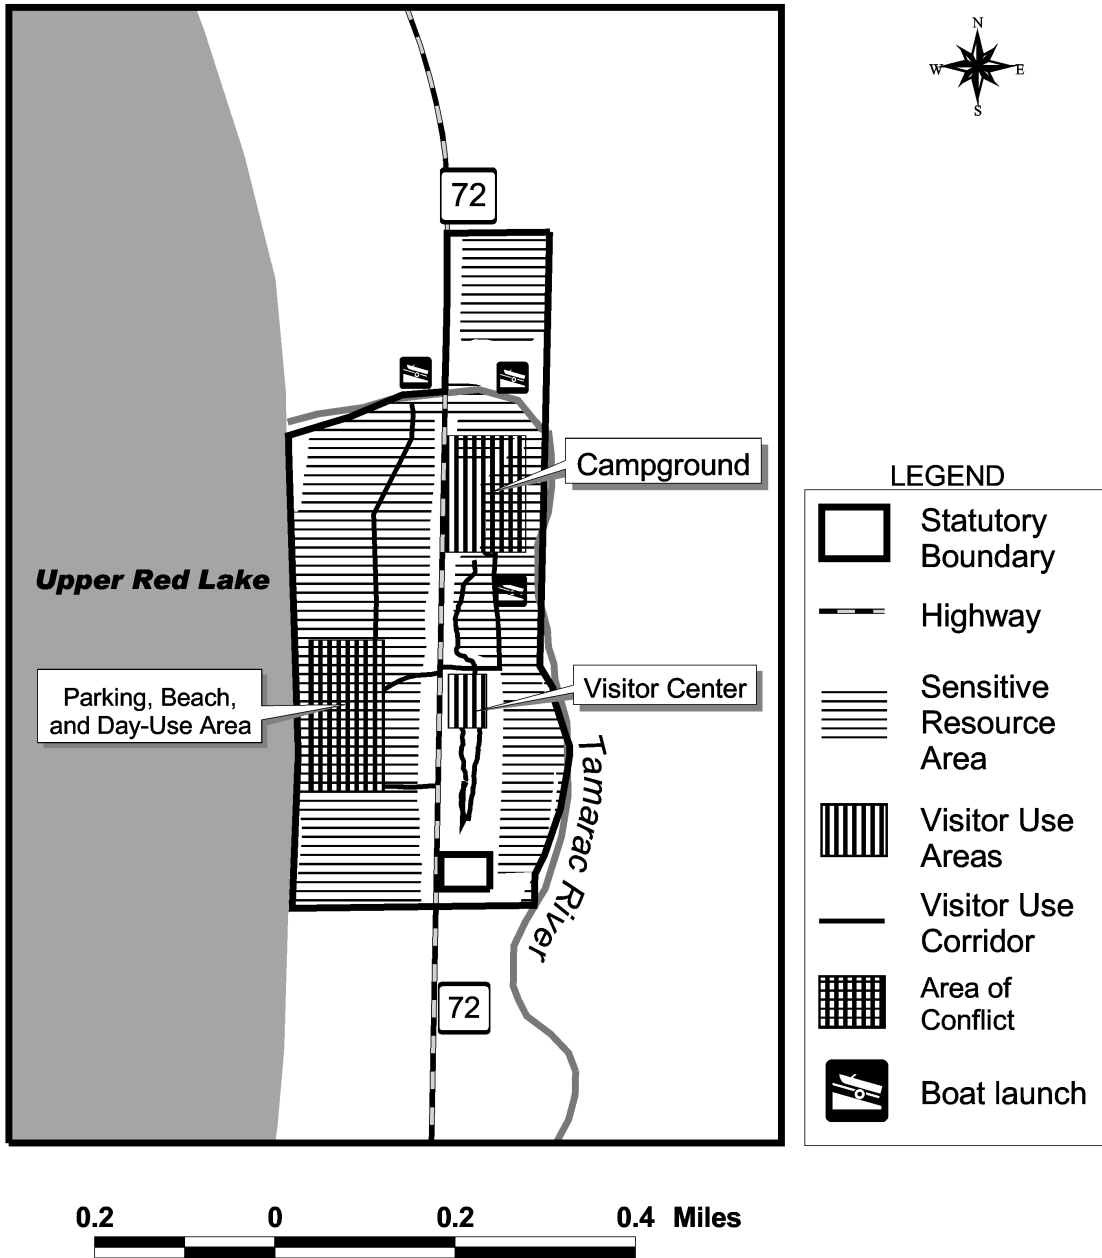 N
W E
S
72
Campground
Upper Red Lake
Parking, Beach,
and Day-Use Area
Visitor Center
Tamarac River
72
LEGEND
Statutory
Boundary
Highway
Sensitive
Resource
Area
Visitor Use
Areas
Visitor Use
Corridor
Area of
Conflict
Boat launch
0.2 0 0.2 0.4 Miles